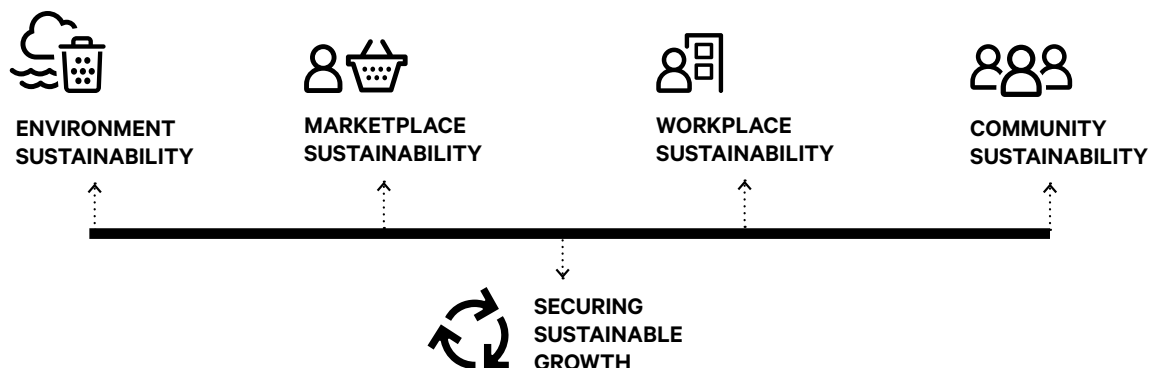 ENVIRONMENT
SUSTAINABILITY
MARKETPLACE
SUSTAINABILITY
WORKPLACE
SUSTAINABILITY
COMMUNITY
SUSTAINABILITY
SECURING
SUSTAINABLE
GROWTH